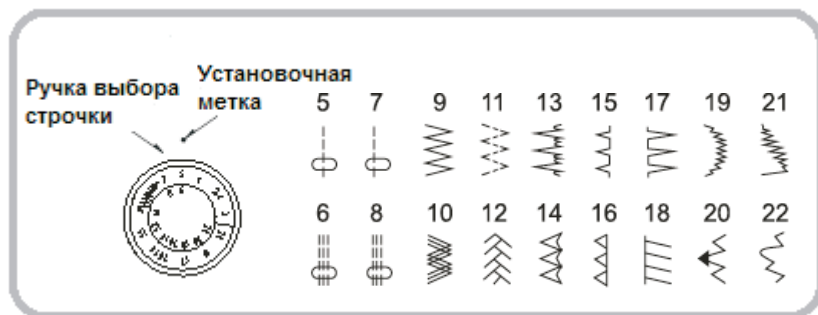 Ручка выбора
строчки
Установочная
метка
5 7 9 11 13 15 17 19 21
6 8 10 12 14 16 18 20 22